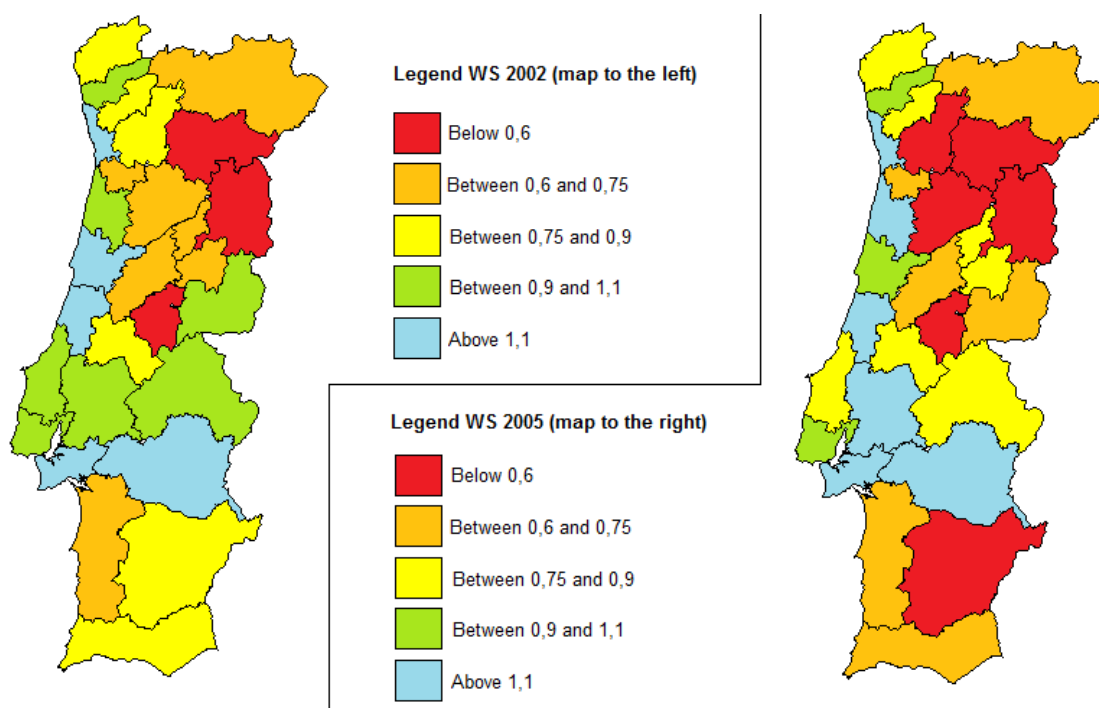 Legend WS 2002 (map to the left)
Below 0,6
Between 0,6 and 0,75
Between 0,75 and 0,9
Between 0,9 and 1,1
Above 1,1
Legend WS 2005 (map to the right)
Below 0,6
Between 0,6 and 0,75
Between 0,75 and 0,9
Between 0,9 and 1,1
Above 1,1